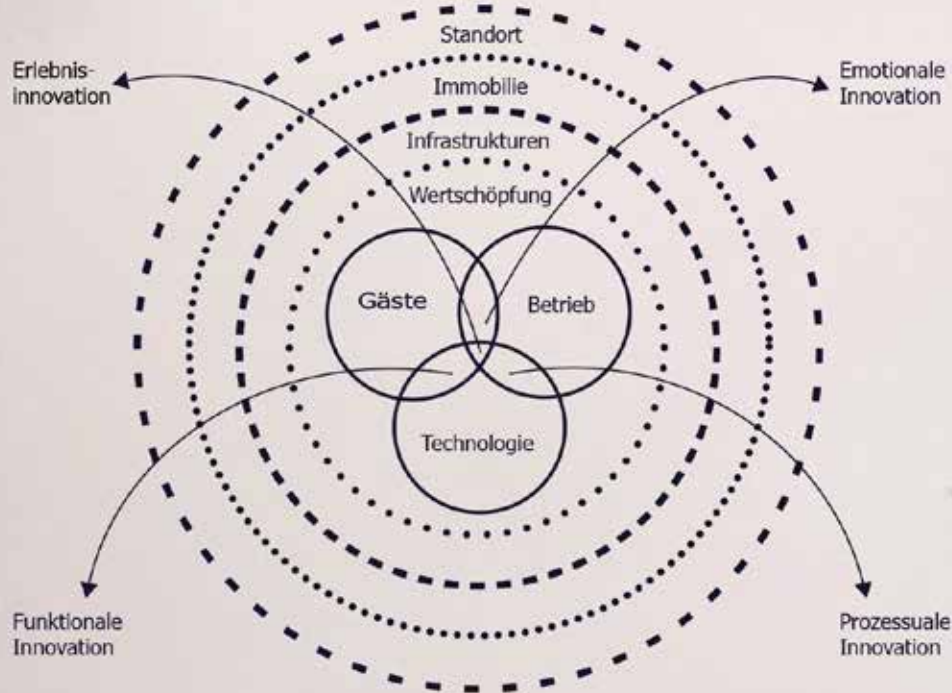 Standort
Erlebnis-
innovation
Emotionale
Innovation
Immobilie
Infrastrukturen
Wertschöpfung
Gäste
Betrieb
Technologie
Funktionale
Innovation
Prozessuale
Innovation